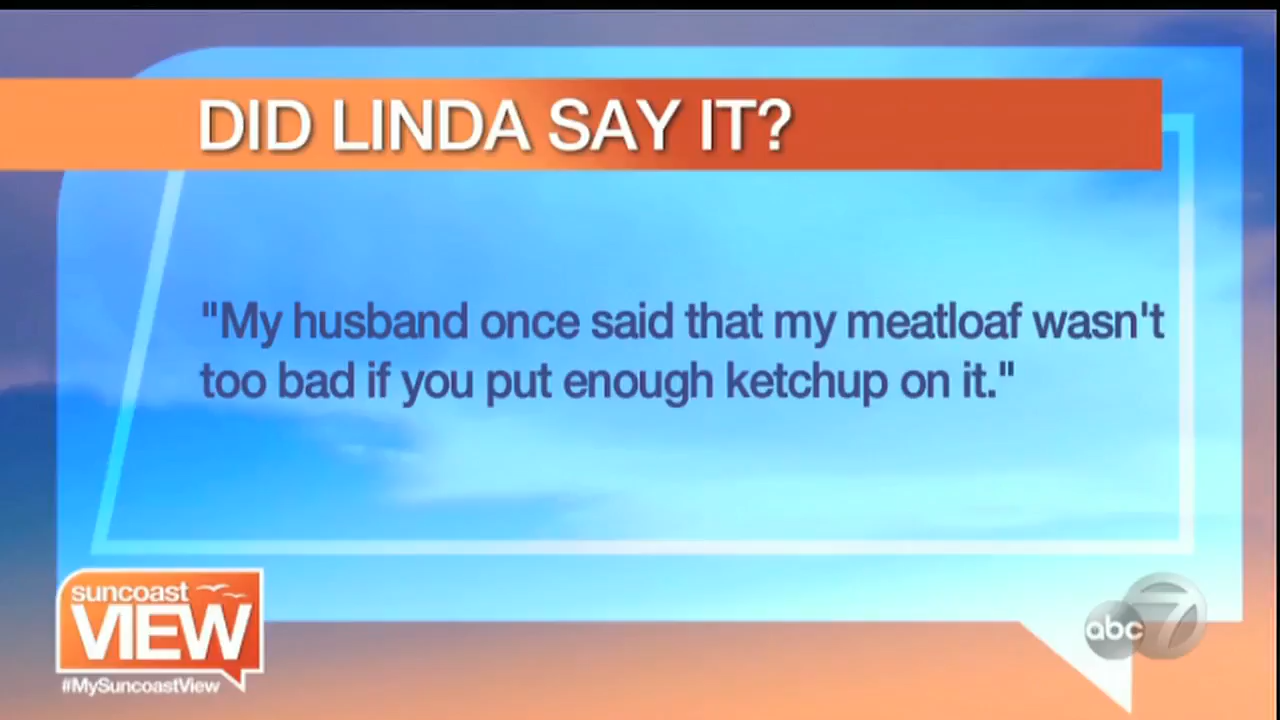 DID LINDA SAY IT?
"My husband once said that my meatloaf wasn't
too bad if you put enough ketchup on it."
suncoast
VIEW
#MySuncoastView
abc 7